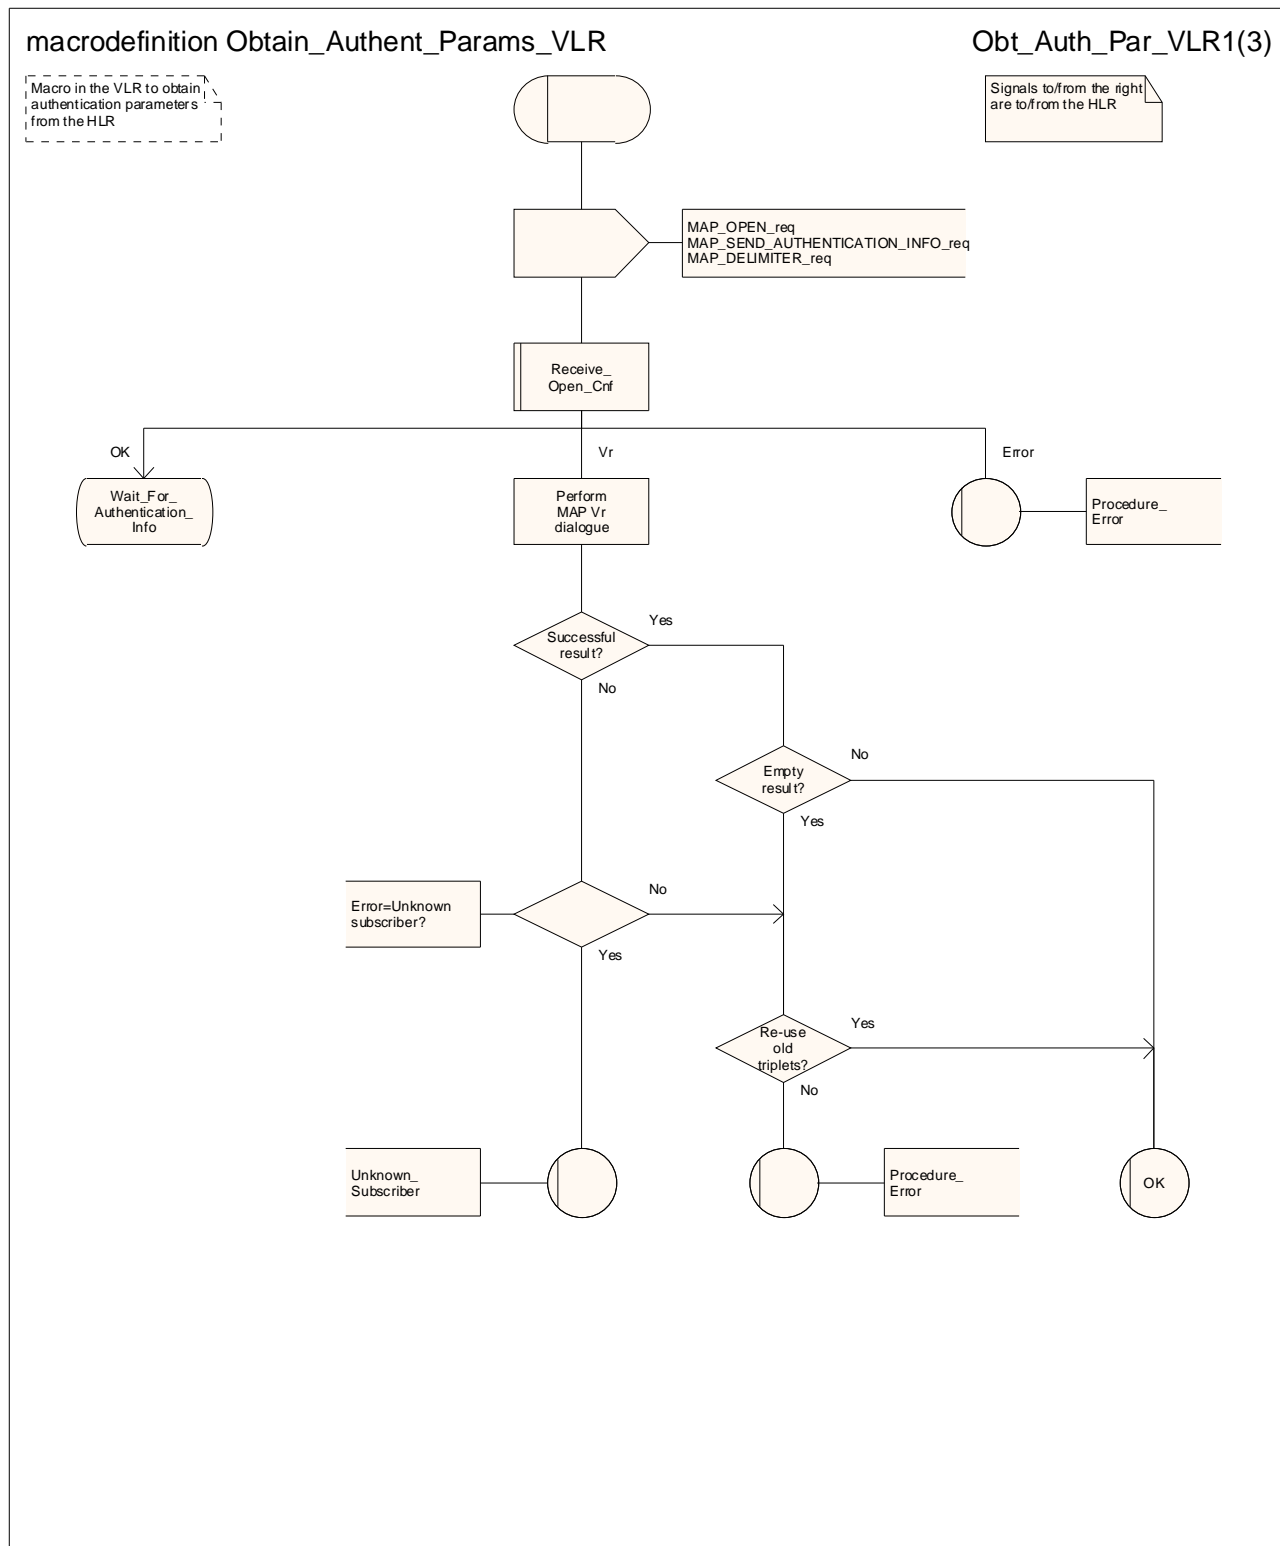 macrodefinition Obtain_Authent_Params_VLR
Obt_Auth_Par_VLR1(3)
Macro in the VLR to obtain
authentication parameters
from the HLR
Signals to/from the right
are to/from the HLR
MAP_OPEN_req
MAP_SEND_AUTHENTICATION_INFO_req
MAP_DELIMITER_req
Receive_
Open_Cnf
OK
Vr
Error
Wait_For_
Authentication_
Info
Perform
MAP Vr
dialogue
Procedure_
Error
Successful
result?
Yes
No
Empty
result?
No
Yes
Error=Unknown
subscriber?
No
Yes
Re-use
old
triplets?
Yes
No
Unknown_
Subscriber
Procedure_
Error
OK